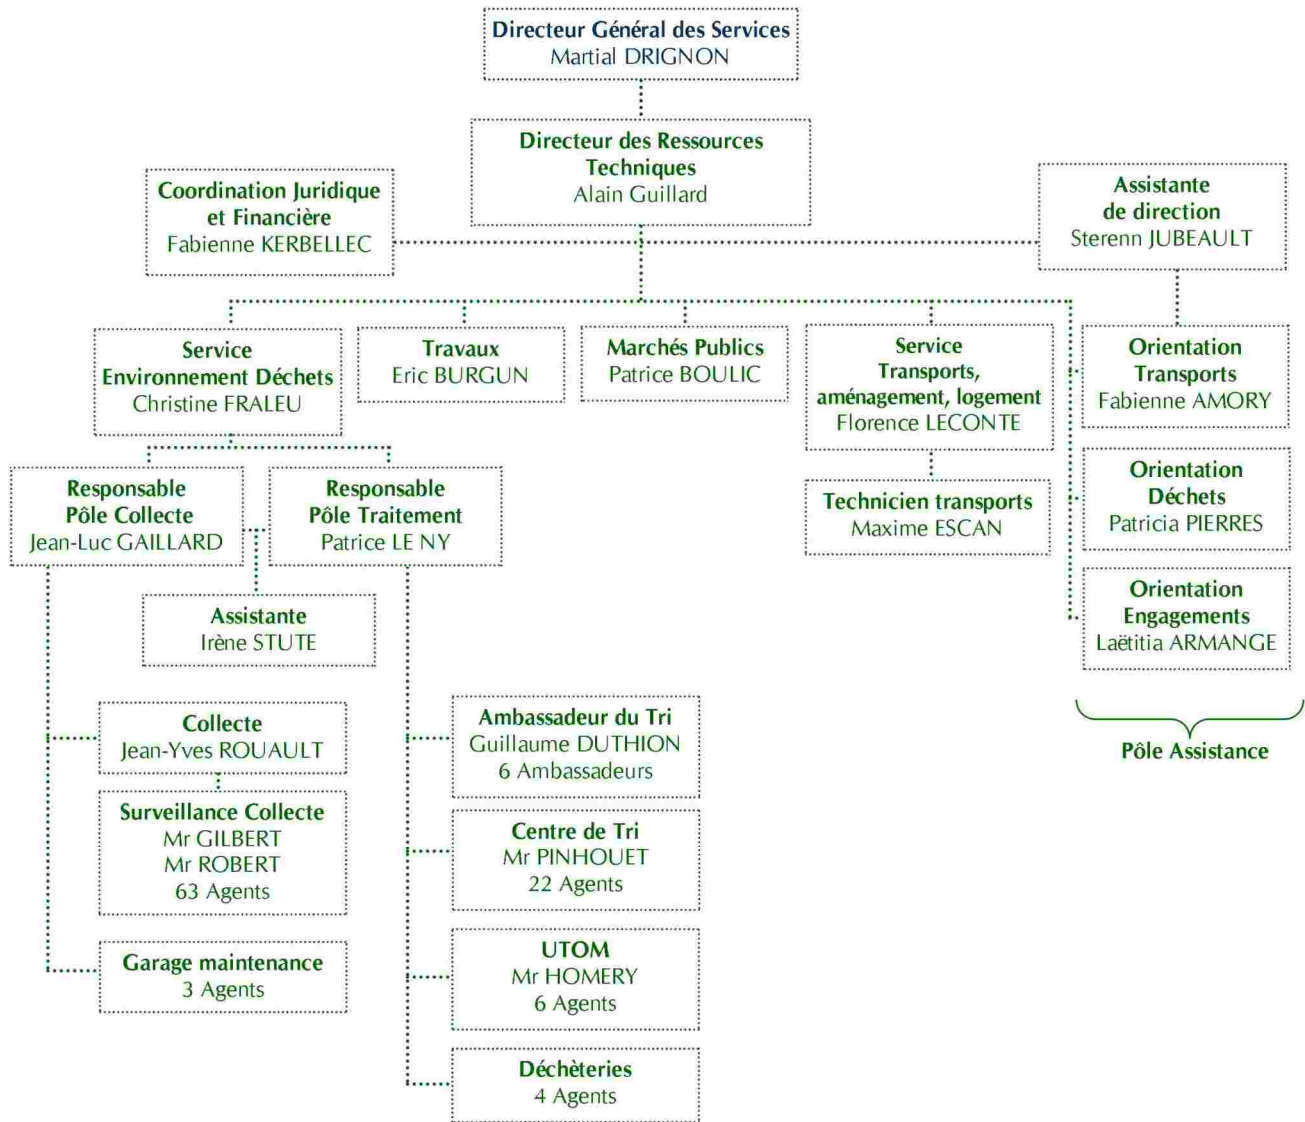 Directeur Général des Services
Martial DRIGNON
Directeur des Ressources
Techniques
Alain Guillard
Coordination Juridique
et Financière
Fabienne KERBELLEC
Assistante
de direction
Sterenn JUBEAULT
Service
Environnement Déchets
Christine FRALEU
Travaux
Eric BURGUN
Marchés Publics
Patrice BOULIC
Service
Transports,
aménagement, logement
Florence LECONTE
Orientation
Transports
Fabienne AMORY
Responsable
Pôle Collecte
Jean-Luc GAILLARD
Responsable
Pôle Traitement
Patrice LE NY
Technicien transports
Maxime ESCAN
Orientation
Déchets
Patricia PIERRES
Assistante
Irène STUTE
Orientation
Engagements
Laëtitia ARMANGE
Pôle Assistance
Collecte
Jean-Yves ROUAULT
Surveillance Collecte
Mr GILBERT
Mr ROBERT
63 Agents
Garage maintenance
3 Agents
Ambassadeur du Tri
Guillaume DUTHION
6 Ambassadeurs
Centre de Tri
Mr PINHOUET
22 Agents
UTOM
Mr HOMERY
6 Agents
Déchèteries
4 Agents